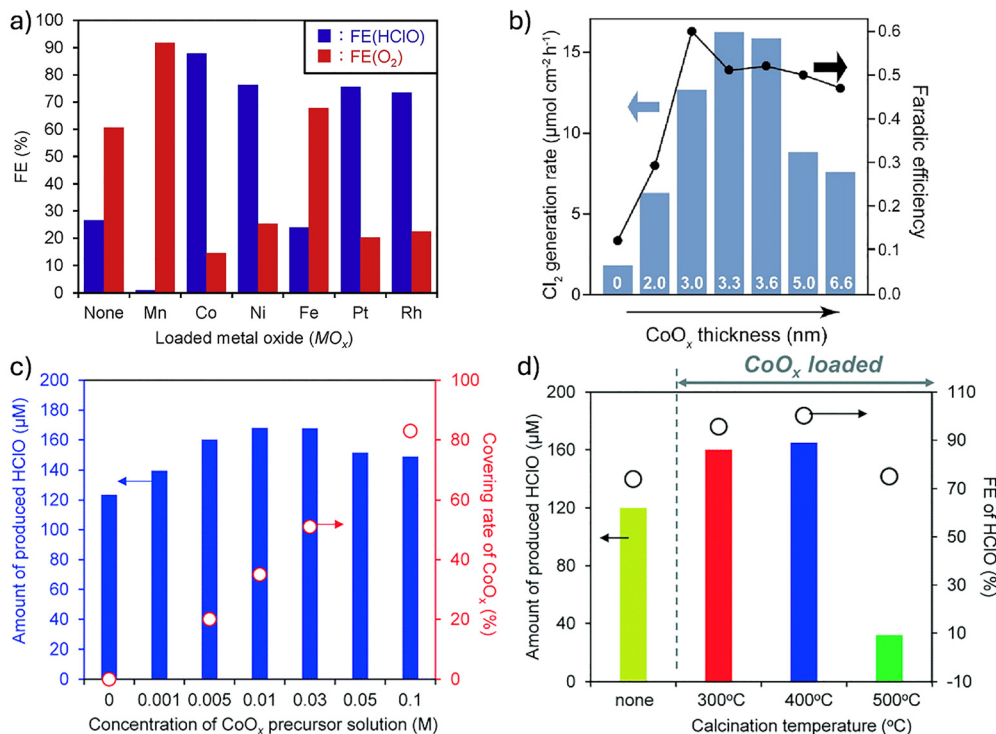 a)
100
90
80
70
60
50
40
30
20
10
0
FE (%)
: FE(HClO)
: FE(O2)
None Mn Co Ni Fe Pt Rh
Loaded metal oxide (MOx)
b)
15
10
5
0
Cl2 generation rate (μmol cm-2 h-1)
0.6
0.5
0.4
0.3
0.2
0.1
0.0
Faradic efficiency
0 2.0 3.0 3.3 3.6 5.0 6.6
CoOx thickness (nm)
c)
200
180
160
140
120
100
80
60
40
20
0
Amount of produced HClO (μM)
100
80
60
40
20
0
Covering rate of CoOx (%)
0 0.001 0.005 0.01 0.03 0.05 0.1
Concentration of CoOx precursor solution (M)
d)
CoOx loaded
200
160
120
80
40
0
Amount of produced HClO (μM)
110
90
70
50
30
10
-10
FE of HClO (%)
none 300ºC 400ºC 500ºC
Calcination temperature (ºC)